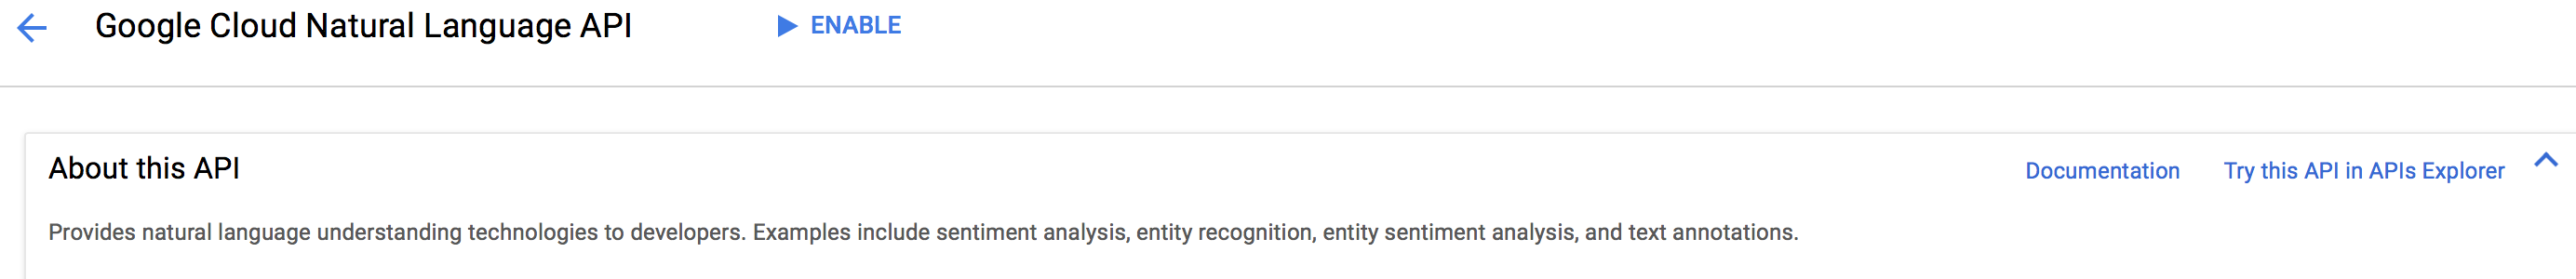 Google Cloud Natural Language API ENABLE
About this API Documentation Try this API in APIs Explorer
Provides natural language understanding technologies to developers. Examples include sentiment analysis, entity recognition, entity sentiment analysis, and text annotations.